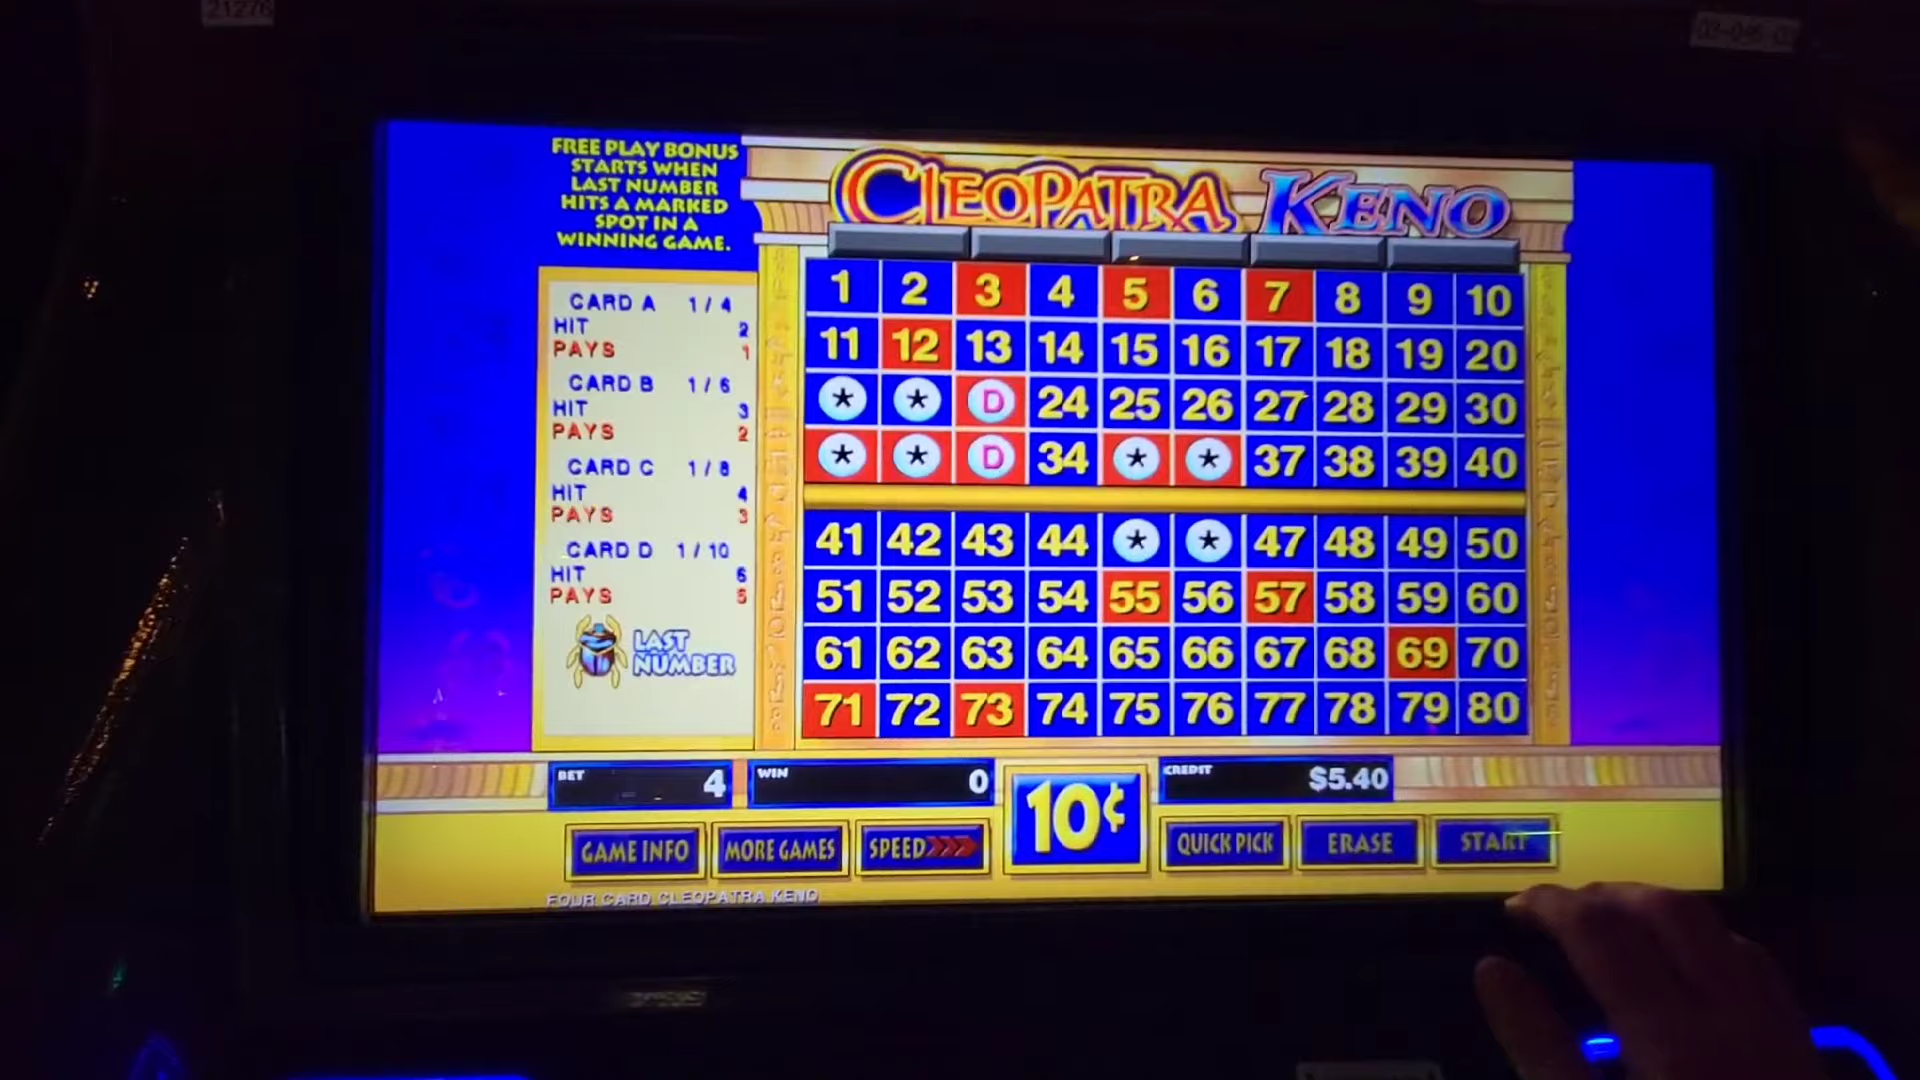 21276
FREE PLAY BONUS
STARTS WHEN
LAST NUMBER
HITS A MARKED
SPOT IN A
WINNING GAME.
CLEOPATRA KENO
CARD A 1/4
HIT 2
PAYS 1
CARD B 1/6
HIT 3
PAYS 2
CARD C 1/8
HIT 4
PAYS 3
CARD D 1/10
HIT 6
PAYS 5
LAST
NUMBER
1 2 3 4 5 6 7 8 9 10
11 12 13 14 15 16 17 18 19 20
* * D 24 25 26 27 28 29 30
* * D 34 * * 37 38 39 40
41 42 43 44 * * 47 48 49 50
51 52 53 54 55 56 57 58 59 60
61 62 63 64 65 66 67 68 69 70
71 72 73 74 75 76 77 78 79 80
BET 4
WIN 0
10¢
CREDIT $5.40
GAME INFO
MORE GAMES
SPEED
QUICK PICK
ERASE
START
FOUR CARD CLEOPATRA KENO